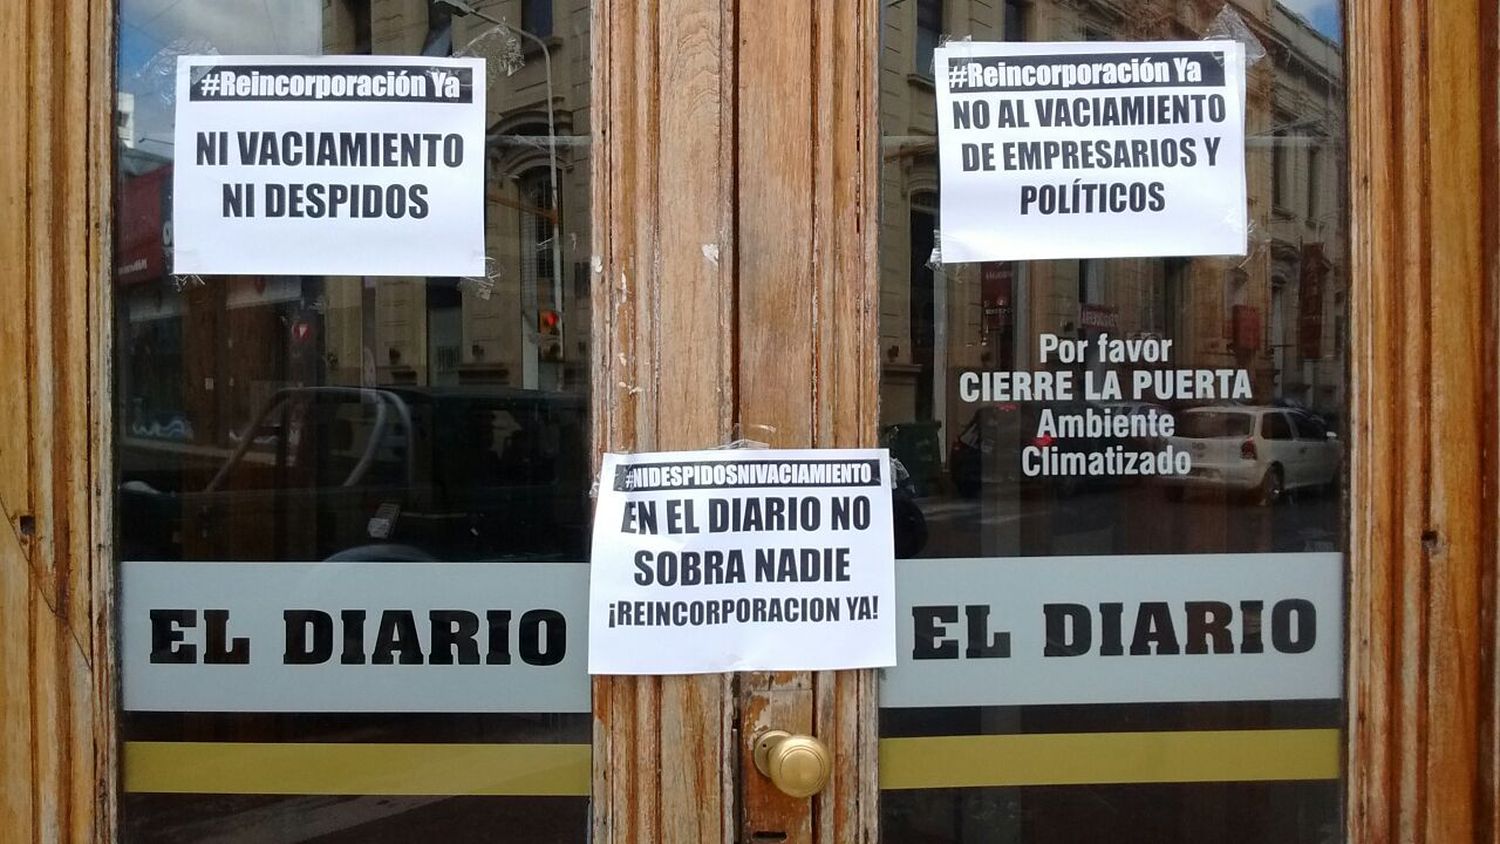 #Reincorporación Ya
NI VACIAMIENTO
NI DESPIDOS
#Reincorporación Ya
NO AL VACIAMIENTO
DE EMPRESARIOS Y
POLÍTICOS
Por favor
CIERRE LA PUERTA
Ambiente
Climatizado
#NIDESPIDOSNIVACIAMIENTO
EN EL DIARIO NO
SOBRA NADIE
¡REINCORPORACION YA!
EL DIARIO
EL DIARIO